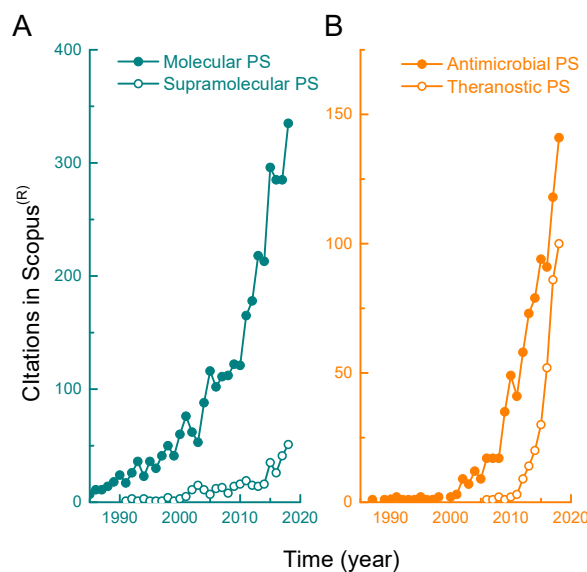 A
B
400
300
200
100
0
Molecular PS
Supramolecular PS
150
100
50
0
Antimicrobial PS
Theranostic PS
CItations in Scopus(R)
1990
2000
2010
2020
1990
2000
2010
2020
Time (year)